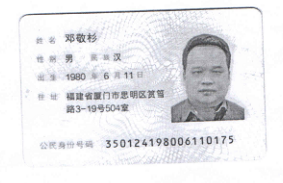 姓名 邓敬杉
性别 男 民族 汉
出生 1980 年 6 月 11 日
住址 福建省厦门市思明区莲笤
路3-19号504室
公民身份号码 350124198006110175